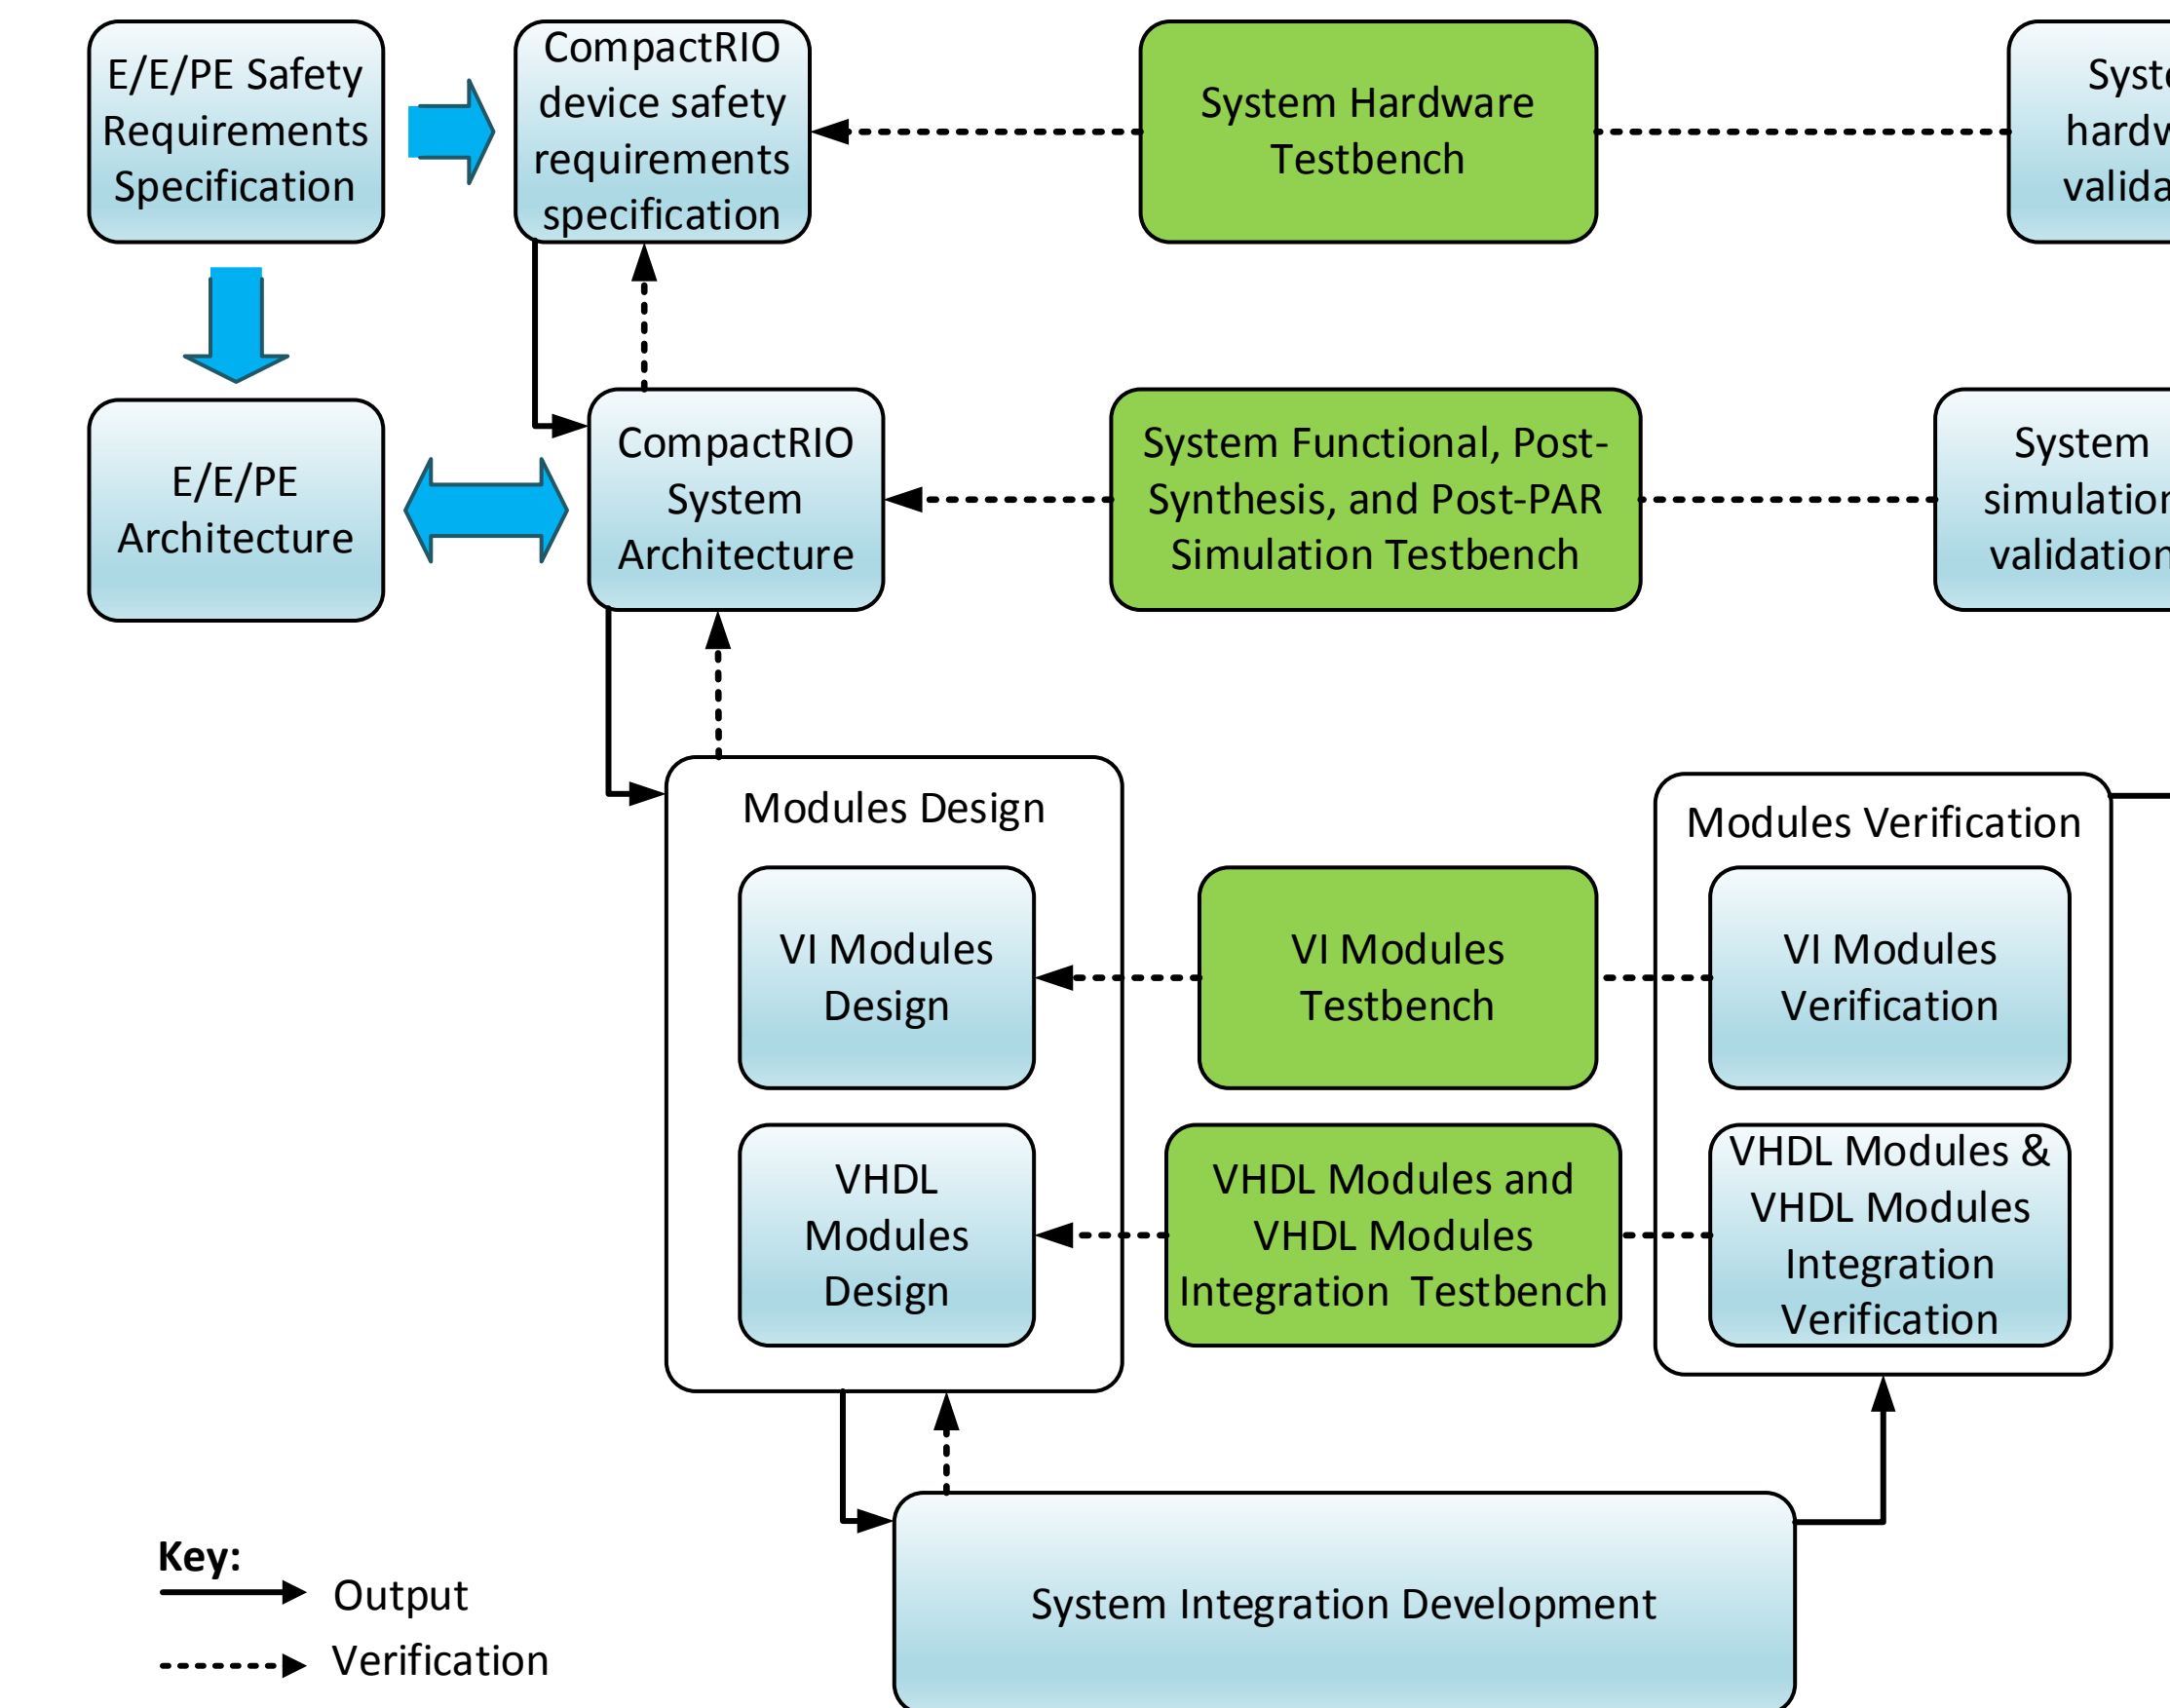 E/E/PE Safety
Requirements
Specification
CompactRIO
device safety
requirements
specification
System Hardware
Testbench
E/E/PE
Architecture
CompactRIO
System
Architecture
System Functional, Post-
Synthesis, and Post-PAR
Simulation Testbench
System
Modules Design
VI Modules
Design
VHDL
Modules
Design
VI Modules
Testbench
VHDL Modules and
VHDL Modules
Integration Testbench
Modules Verification
VI Modules
Verification
VHDL Modules &
VHDL Modules
Integration
Verification
System Integration Development
Key:
Output
Verification